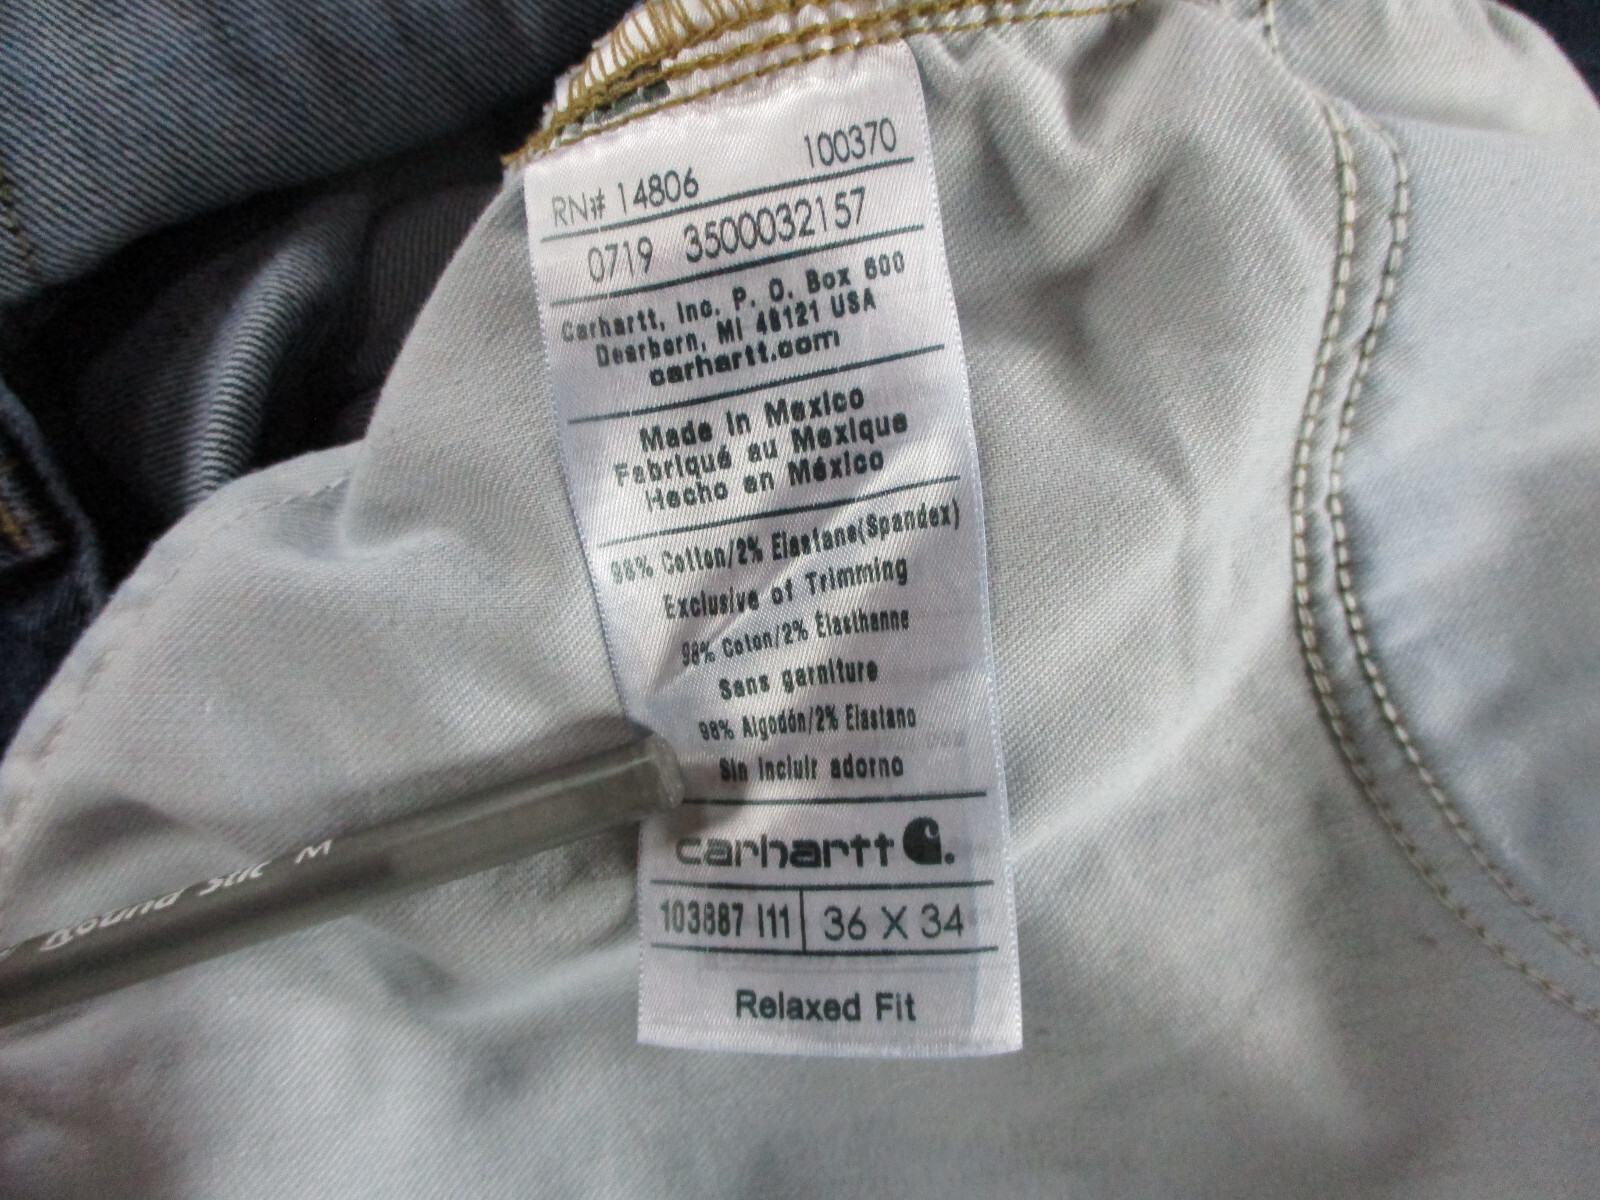 RN# 14806 100370
0719 3500032157
Carhartt, Inc. P. O. Box 600
Dearborn, MI 48121 USA
carhartt.com
Made in Mexico
Fabriqué au Mexique
Hecho en México
98% Cotton/2% Elastane(Spandex)
Exclusive of Trimming
98% Coton/2% Élasthanne
Sans garniture
98% Algodón/2% Elastano
Sin incluir adorno
carhartt
103887 I11 36 X 34
Relaxed Fit
Round Stic M